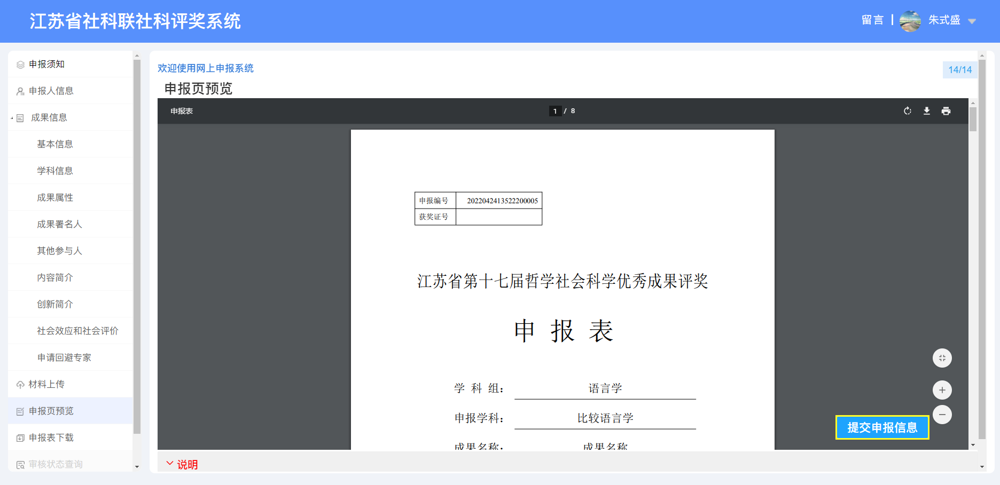 江苏省社科联社科评奖系统
留言
朱式盛
申报须知
申报人信息
成果信息
基本信息
学科信息
成果属性
成果署名人
其他参与人
内容简介
创新简介
社会效应和社会评价
申请回避专家
材料上传
申报页预览
申报表下载
审核状态查询
欢迎使用网上申报系统
14/14
申报页预览
申报表
1 / 8
申报编号 2022042413522200005
获奖证号
江苏省第十七届哲学社会科学优秀成果评奖
申 报 表
学 科 组： 语言学
申报学科： 比较语言学
成果名称： 成果名称
提交申报信息
说明